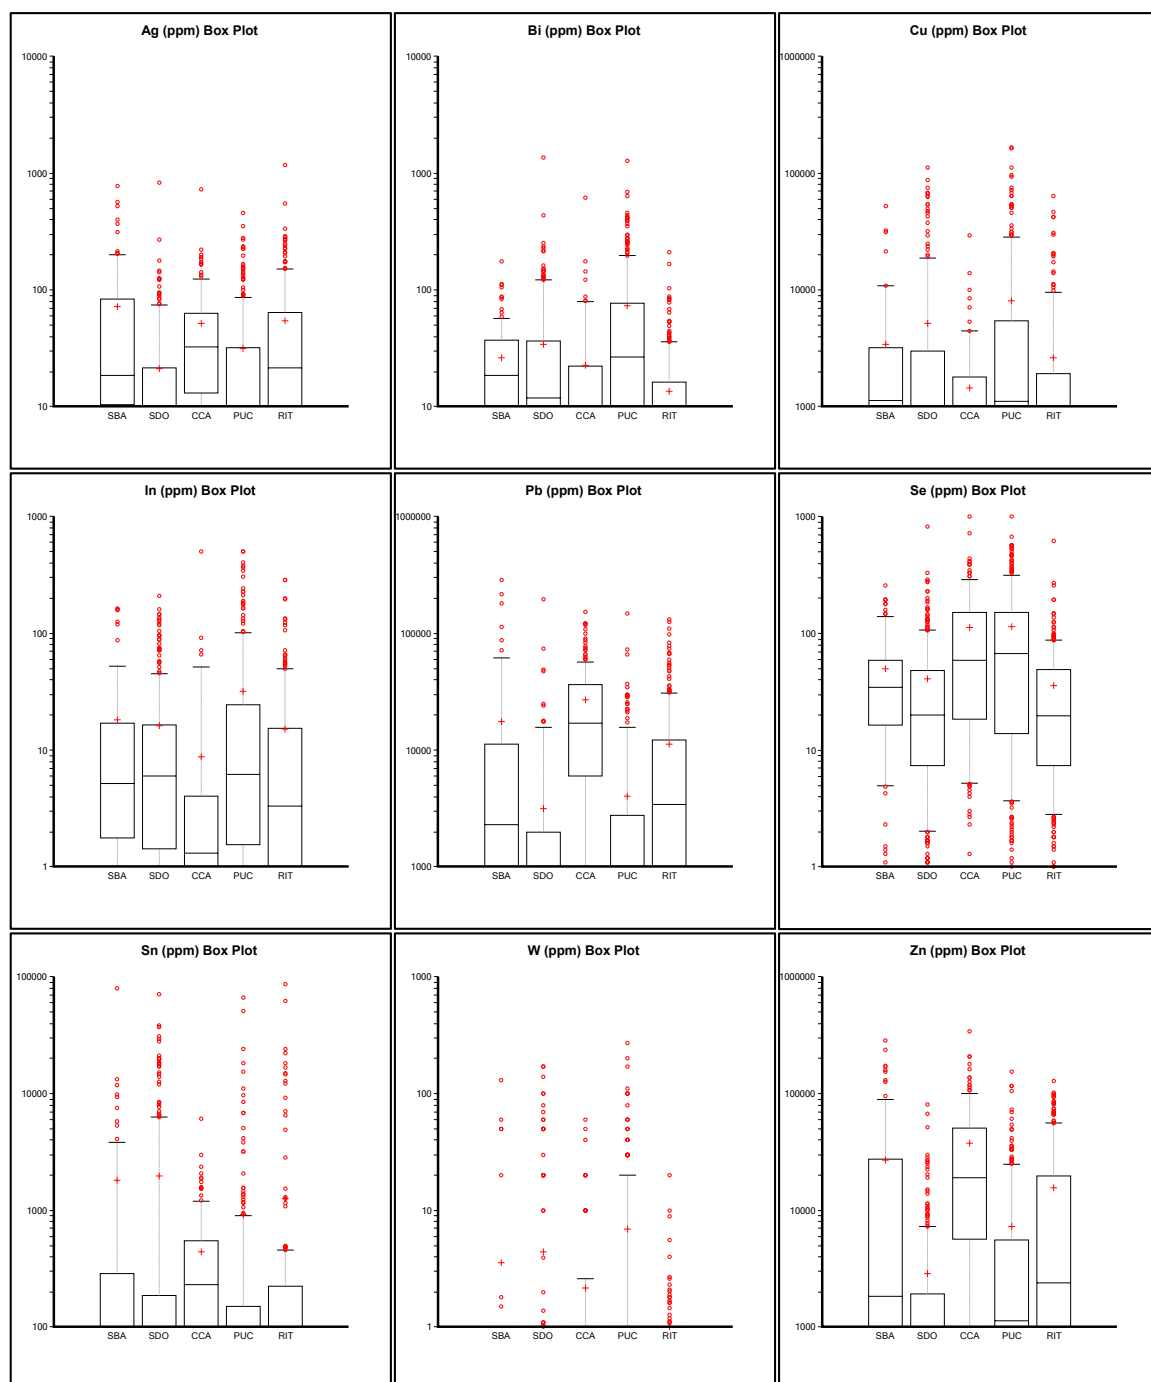 Ag (ppm) Box Plot
10000
1000
100
10
SBA SDO CCA PUC RIT
Bi (ppm) Box Plot
10000
1000
100
10
SBA SDO CCA PUC RIT
Cu (ppm) Box Plot
1000000
100000
10000
1000
SBA SDO CCA PUC RIT
In (ppm) Box Plot
1000
100
10
1
SBA SDO CCA PUC RIT
Pb (ppm) Box Plot
1000000
100000
10000
1000
SBA SDO CCA PUC RIT
Se (ppm) Box Plot
1000
100
10
1
SBA SDO CCA PUC RIT
Sn (ppm) Box Plot
100000
10000
1000
100
SBA SDO CCA PUC RIT
W (ppm) Box Plot
1000
100
10
1
SBA SDO CCA PUC RIT
Zn (ppm) Box Plot
1000000
100000
10000
1000
SBA SDO CCA PUC RIT